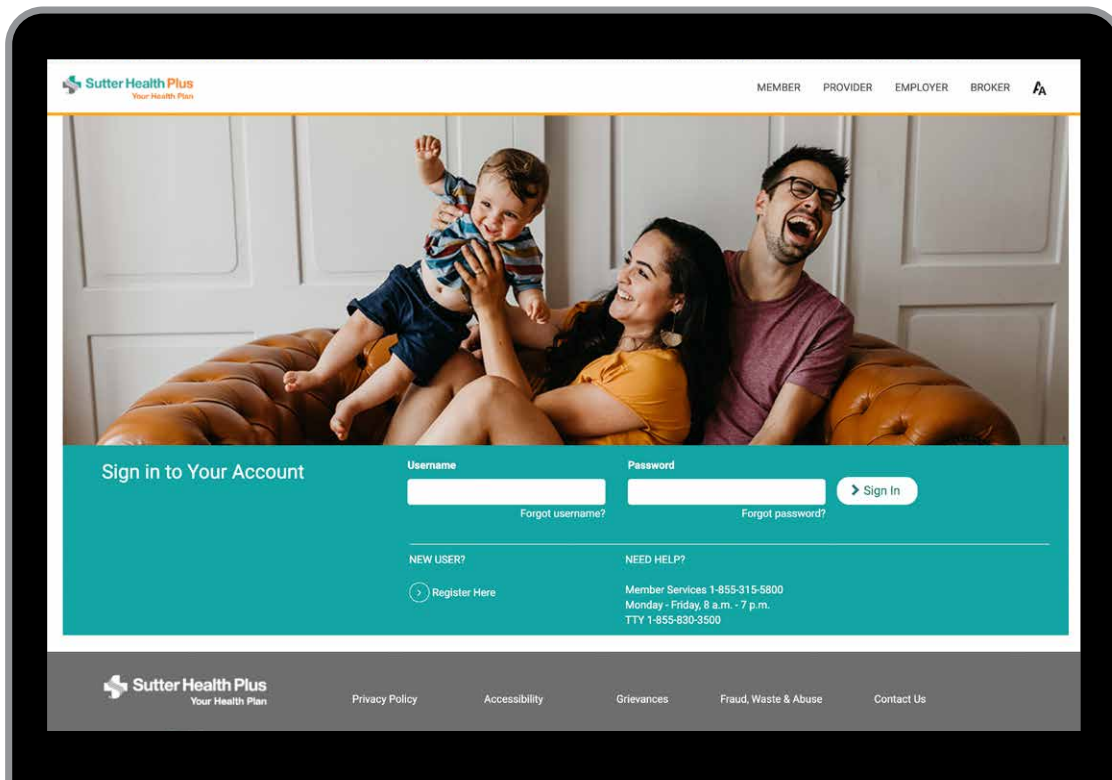 Sutter Health Plus
Your Health Plan
MEMBER PROVIDER EMPLOYER BROKER AA
Sign in to Your Account
Username
Password
Sign In
Forgot username?
Forgot password?
NEW USER?
Register Here
NEED HELP?
Member Services 1-855-315-5800
Monday - Friday, 8 a.m. - 7 p.m.
TTY 1-855-830-3500
Sutter Health Plus
Your Health Plan
Privacy Policy Accessibility Grievances Fraud, Waste & Abuse Contact Us